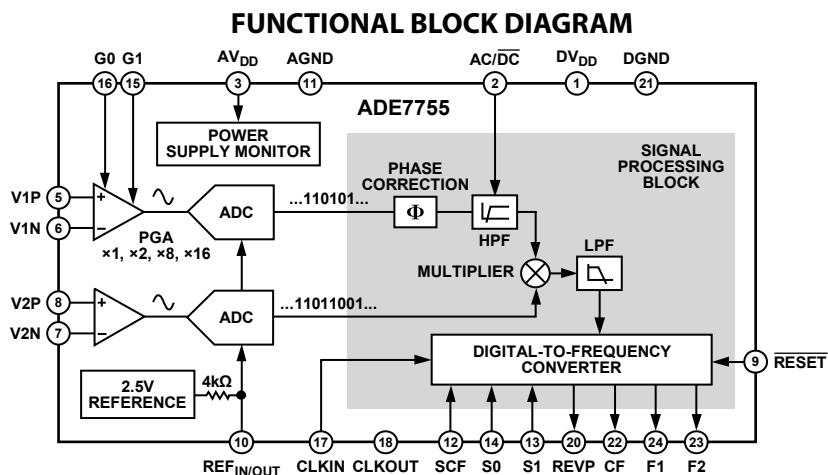 FUNCTIONAL BLOCK DIAGRAM
G0 G1 AV_DD AGND AC/DC DV_DD DGND
16 15 3 11 2 1 21
ADE7755
POWER
SUPPLY MONITOR
SIGNAL
PROCESSING
BLOCK
PHASE
CORRECTION
V1P 5 + ADC ...110101... Φ
V1N 6 –
HPF
PGA
×1, ×2, ×8, ×16
LPF
MULTIPLIER
V2P 8 + ADC ...11011001...
V2N 7 –
DIGITAL-TO-FREQUENCY
CONVERTER
9 RESET
2.5V
REFERENCE
4kΩ
10 17 18 12 14 13 20 22 24 23
REF_IN/OUT CLKIN CLKOUT SCF S0 S1 REVP CF F1 F2